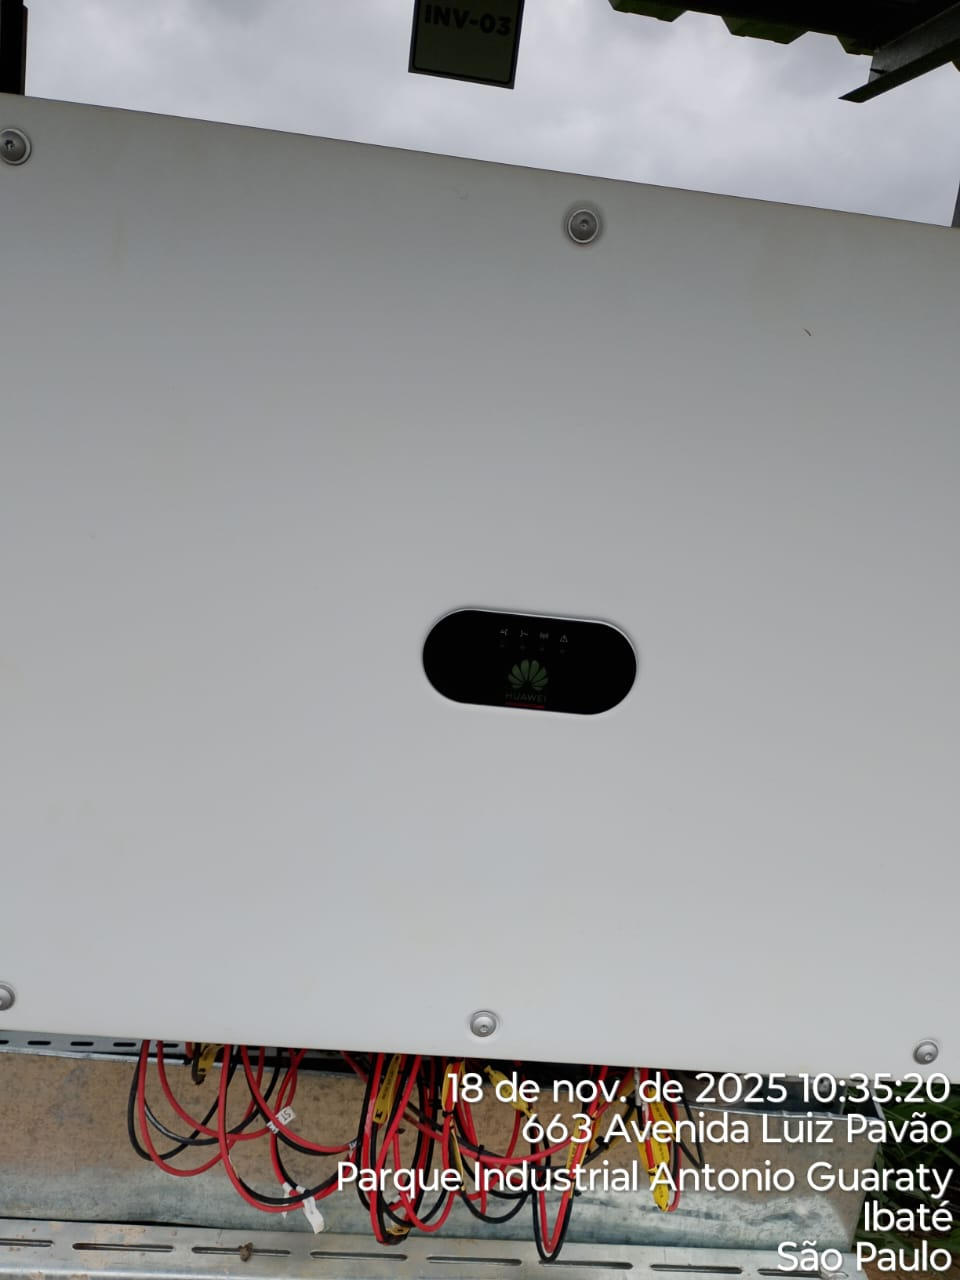 INV-03
HUAWEI
18 de nov. de 2025 10:35:20
663 Avenida Luiz Pavão
Parque Industrial Antonio Guaraty
Ibaté
São Paulo